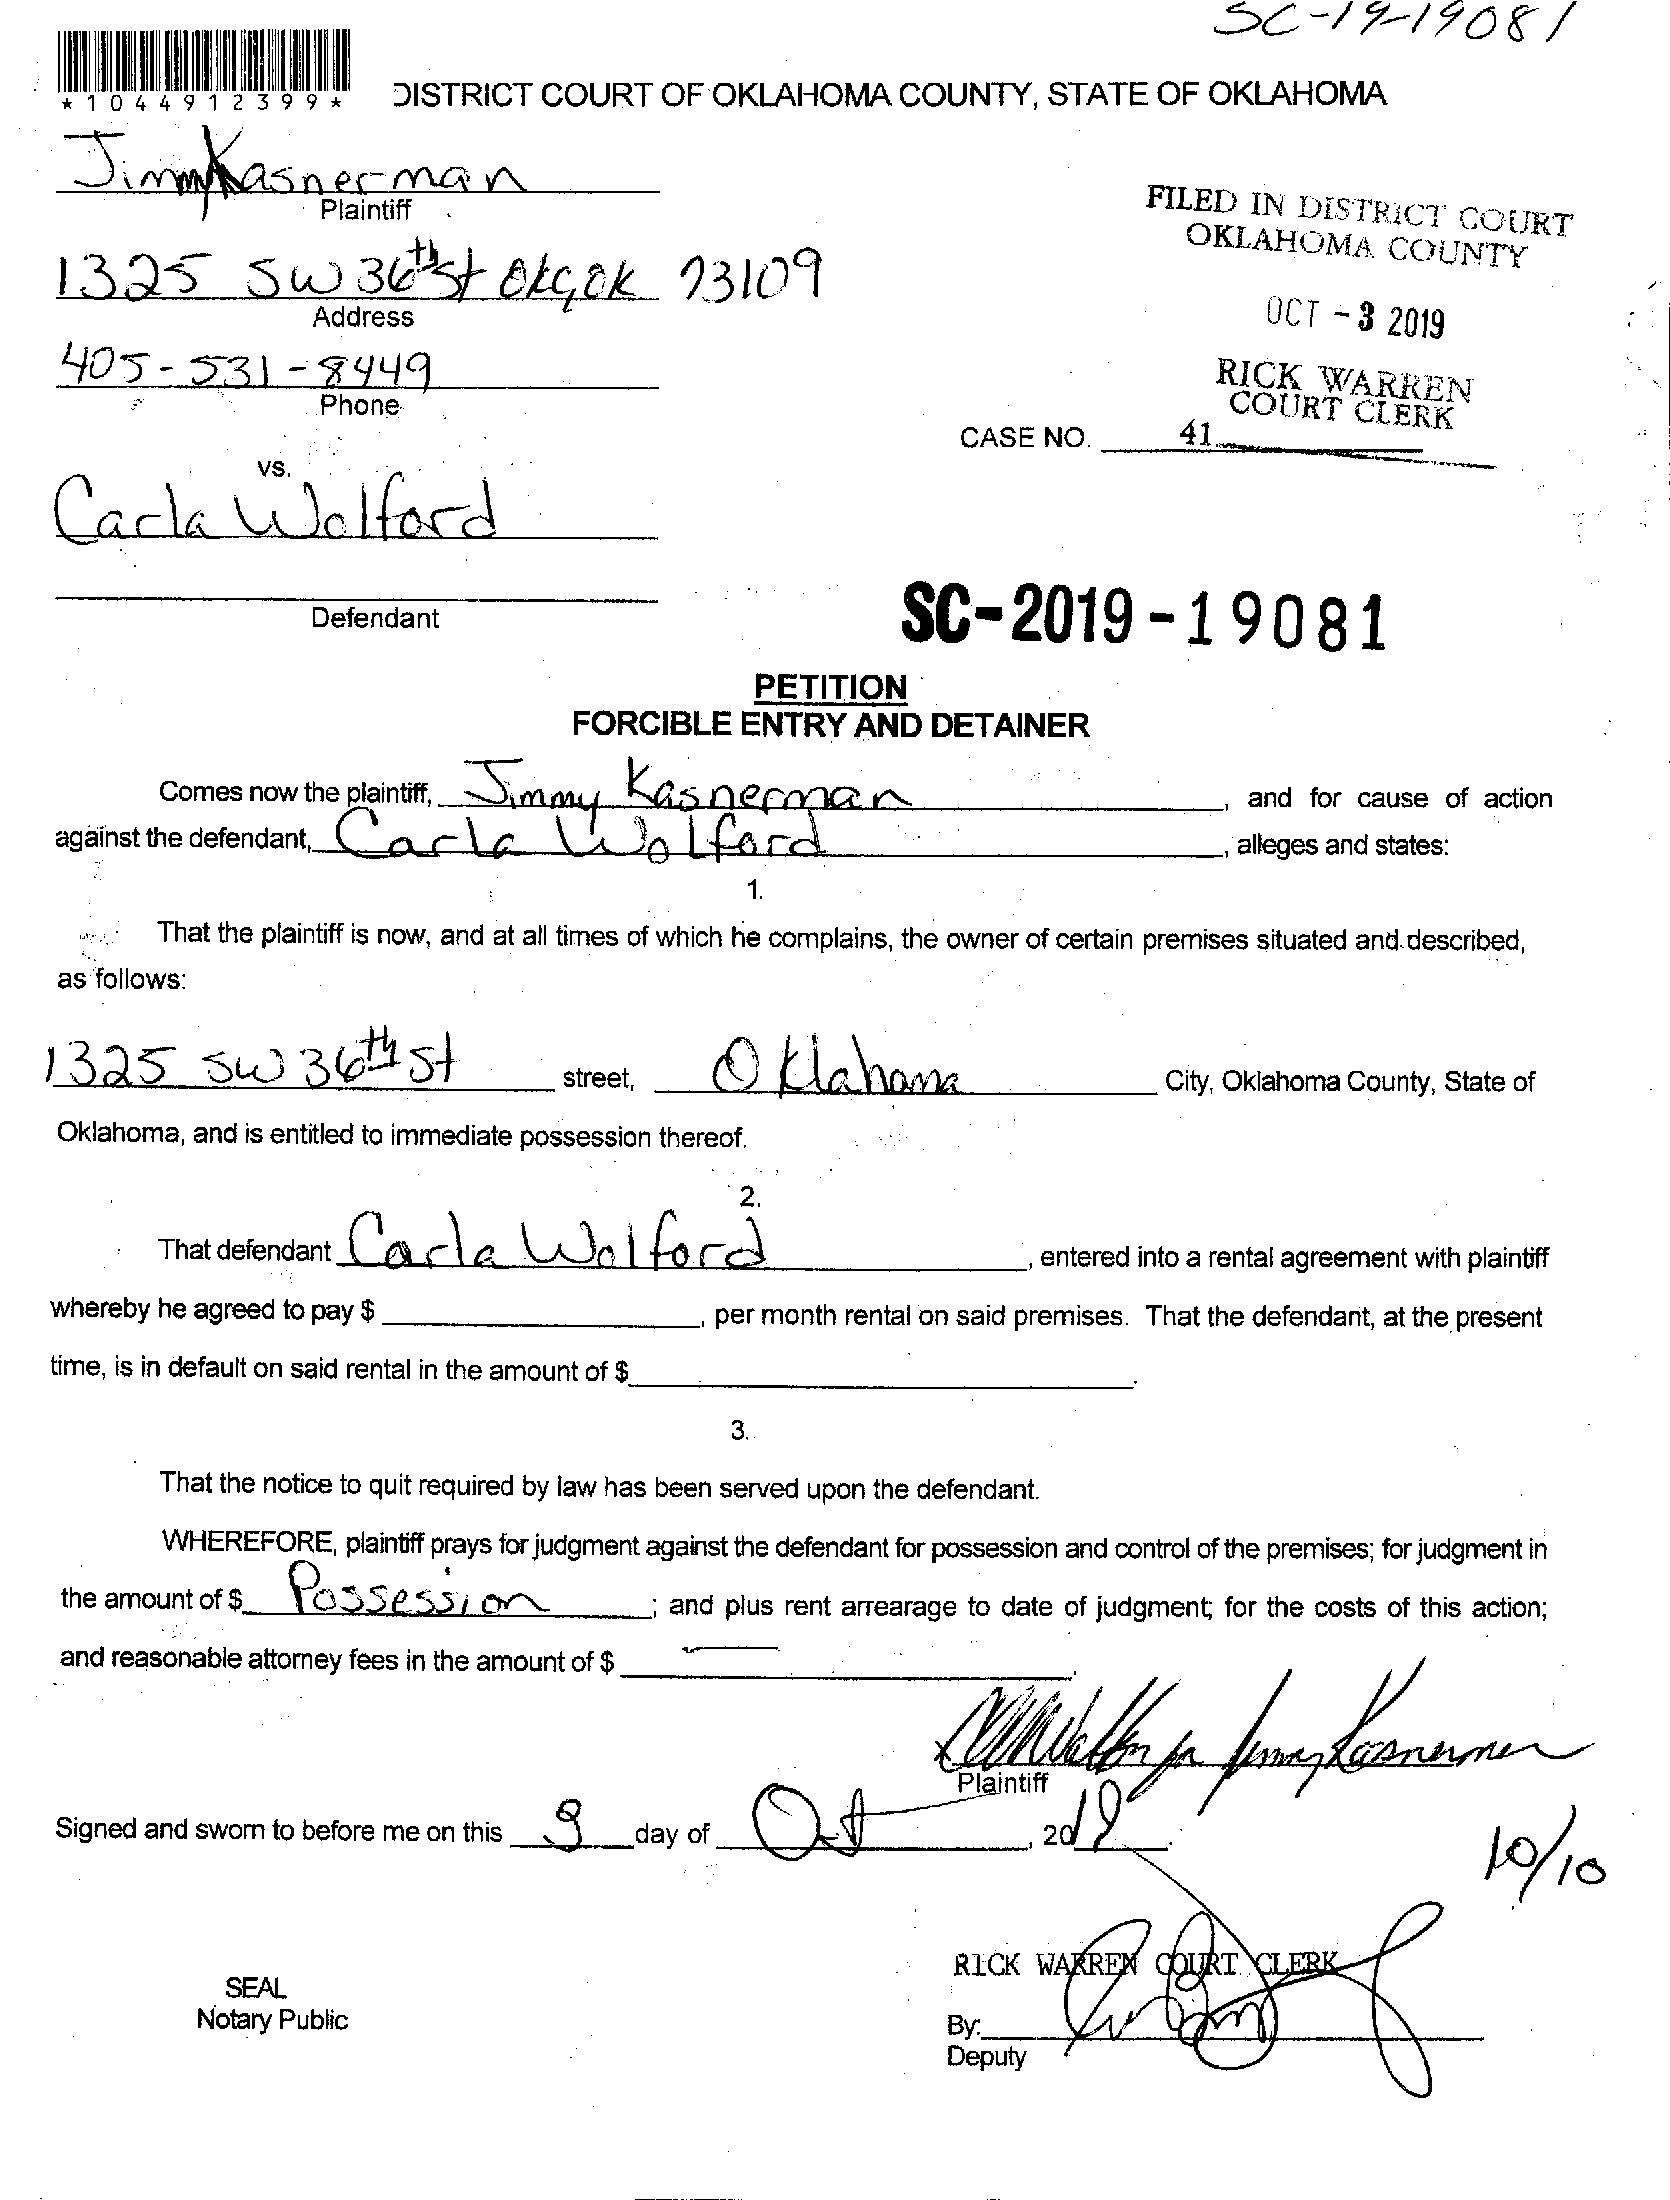 SC-19-19081
*1044912399*
DISTRICT COURT OF OKLAHOMA COUNTY, STATE OF OKLAHOMA
Jimmy Kasnerman
Plaintiff
1325 SW 36th St OKC, OK 73109
Address
405-531-8449
Phone
FILED IN DISTRICT COURT
OKLAHOMA COUNTY
OCT - 3 2019
RICK WARREN
COURT CLERK
CASE NO. 41
vs.
Carla Wolford
Defendant
SC-2019-19081
PETITION
FORCIBLE ENTRY AND DETAINER
Comes now the plaintiff, Jimmy Kasnerman, and for cause of action
against the defendant, Carla Wolford, alleges and states:
1.
That the plaintiff is now, and at all times of which he complains, the owner of certain premises situated and described,
as follows:
1325 SW 36th St street, Oklahoma City, Oklahoma County, State of
Oklahoma, and is entitled to immediate possession thereof.
2.
That defendant Carla Wolford, entered into a rental agreement with plaintiff
whereby he agreed to pay $ , per month rental on said premises. That the defendant, at the present
time, is in default on said rental in the amount of $ .
3.
That the notice to quit required by law has been served upon the defendant.
WHEREFORE, plaintiff prays for judgment against the defendant for possession and control of the premises; for judgment in
the amount of $ Possession ; and plus rent arrearage to date of judgment; for the costs of this action;
and reasonable attorney fees in the amount of $ — .
Jimmy Kasnerman
Plaintiff
Signed and sworn to before me on this 3 day of Oct, 2019.
10/10
RICK WARREN COURT CLERK
SEAL
Notary Public
By:
Deputy